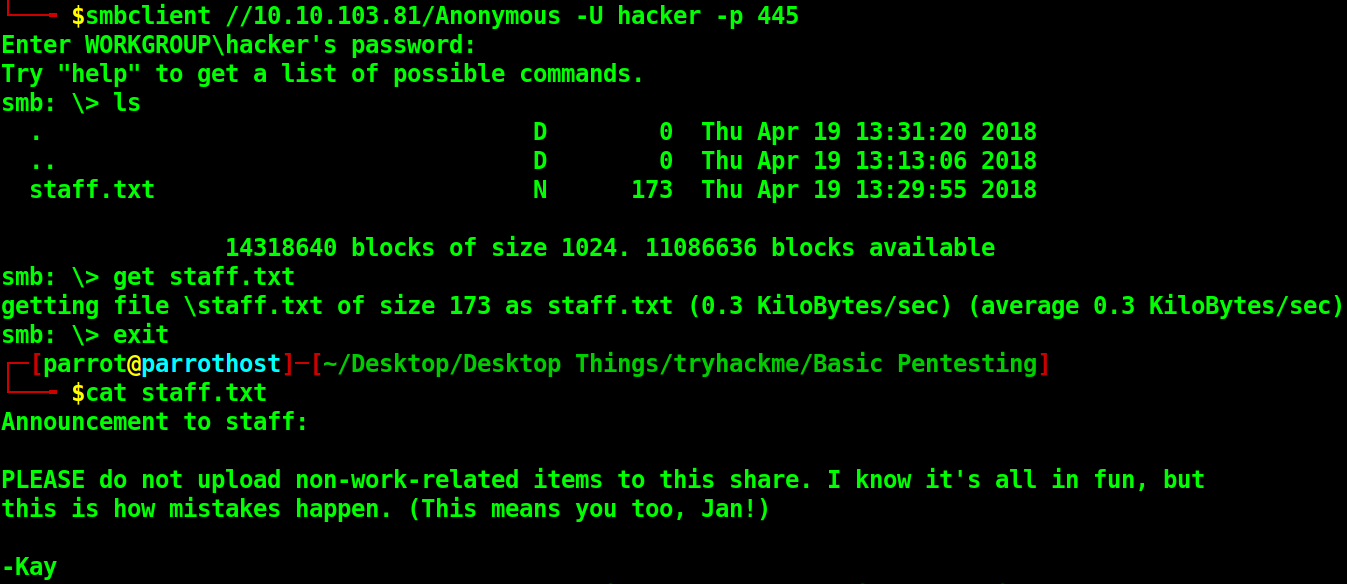 $smbclient //10.10.103.81/Anonymous -U hacker -p 445
Enter WORKGROUP\hacker's password:
Try "help" to get a list of possible commands.
smb: \> ls
  .                                   D        0  Thu Apr 19 13:31:20 2018
  ..                                  D        0  Thu Apr 19 13:13:06 2018
  staff.txt                           N      173  Thu Apr 19 13:29:55 2018
14318640 blocks of size 1024. 11086636 blocks available
smb: \> get staff.txt
getting file \staff.txt of size 173 as staff.txt (0.3 KiloBytes/sec) (average 0.3 KiloBytes/sec)
smb: \> exit
┌─[parrot@parrothost]─[~/Desktop/Desktop Things/tryhackme/Basic Pentesting]
└──╼ $cat staff.txt
Announcement to staff:
PLEASE do not upload non-work-related items to this share. I know it's all in fun, but
this is how mistakes happen. (This means you too, Jan!)
-Kay